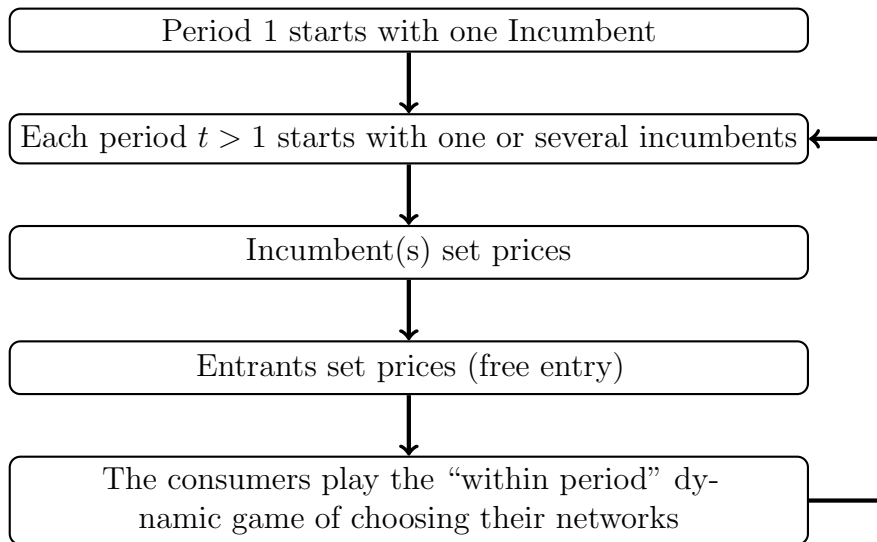 Period 1 starts with one Incumbent
Each period t > 1 starts with one or several incumbents
Incumbent(s) set prices
Entrants set prices (free entry)
The consumers play the “within period” dy-
namic game of choosing their networks